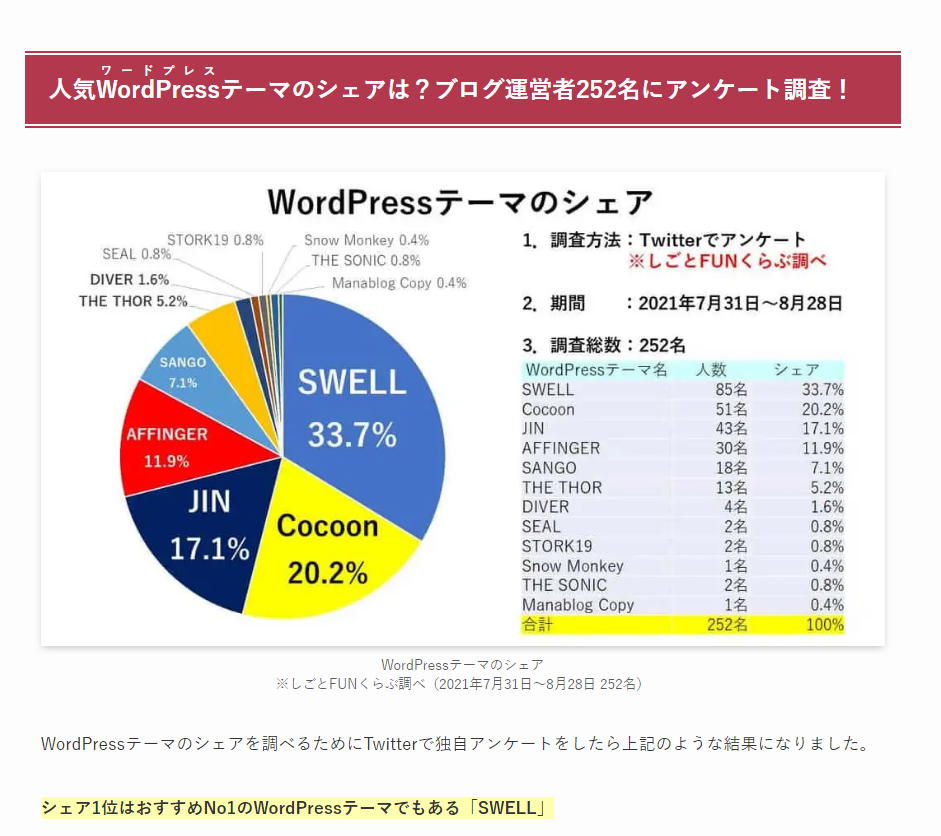 ワードプレス
人気WordPressテーマのシェアは？ブログ運営者252名にアンケート調査！
WordPressテーマのシェア
STORK19 0.8%
SEAL 0.8%
DIVER 1.6%
THE THOR 5.2%
Snow Monkey 0.4%
THE SONIC 0.8%
Manablog Copy 0.4%
SANGO
7.1%
AFFINGER
11.9%
JIN
17.1%
SWELL
33.7%
Cocoon
20.2%
1．調査方法：Twitterでアンケート
※しごとFUNくらぶ調べ
2．期間　　：2021年7月31日～8月28日
3．調査総数：252名
WordPressテーマ名 人数 シェア
SWELL 85名 33.7%
Cocoon 51名 20.2%
JIN 43名 17.1%
AFFINGER 30名 11.9%
SANGO 18名 7.1%
THE THOR 13名 5.2%
DIVER 4名 1.6%
SEAL 2名 0.8%
STORK19 2名 0.8%
Snow Monkey 1名 0.4%
THE SONIC 2名 0.8%
Manablog Copy 1名 0.4%
合計 252名 100%
WordPressテーマのシェア
※しごとFUNくらぶ調べ（2021年7月31日～8月28日 252名）
WordPressテーマのシェアを調べるためにTwitterで独自アンケートをしたら上記のような結果になりました。
シェア1位はおすすめNo1のWordPressテーマでもある「SWELL」